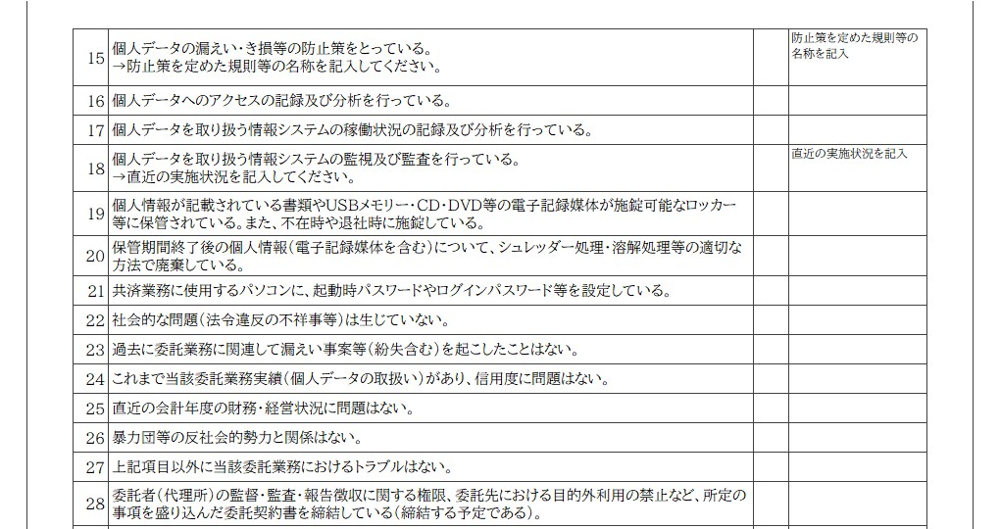 15
個人データの漏えい・き損等の防止策をとっている。
→防止策を定めた規則等の名称を記入してください。
防止策を定めた規則等の
名称を記入
16 個人データへのアクセスの記録及び分析を行っている。
17 個人データを取り扱う情報システムの稼働状況の記録及び分析を行っている。
18
個人データを取り扱う情報システムの監視及び監査を行っている。
→直近の実施状況を記入してください。
直近の実施状況を記入
19
個人情報が記載されている書類やUSBメモリー・CD・DVD等の電子記録媒体が施錠可能なロッカー
等に保管されている。また、不在時や退社時に施錠している。
20
保管期間終了後の個人情報（電子記録媒体を含む）について、シュレッダー処理・溶解処理等の適切な
方法で廃棄している。
21 共済業務に使用するパソコンに、起動時パスワードやログインパスワード等を設定している。
22 社会的な問題（法令違反の不祥事等）は生じていない。
23 過去に委託業務に関連して漏えい事案等（紛失含む）を起こしたことはない。
24 これまで当該委託業務実績（個人データの取扱い）があり、信用度に問題はない。
25 直近の会計年度の財務・経営状況に問題はない。
26 暴力団等の反社会的勢力と関係はない。
27 上記項目以外に当該委託業務におけるトラブルはない。
28
委託者（代理所）の監督・監査・報告徴収に関する権限、委託先における目的外利用の禁止など、所定の
事項を盛り込んだ委託契約書を締結している（締結する予定である）。